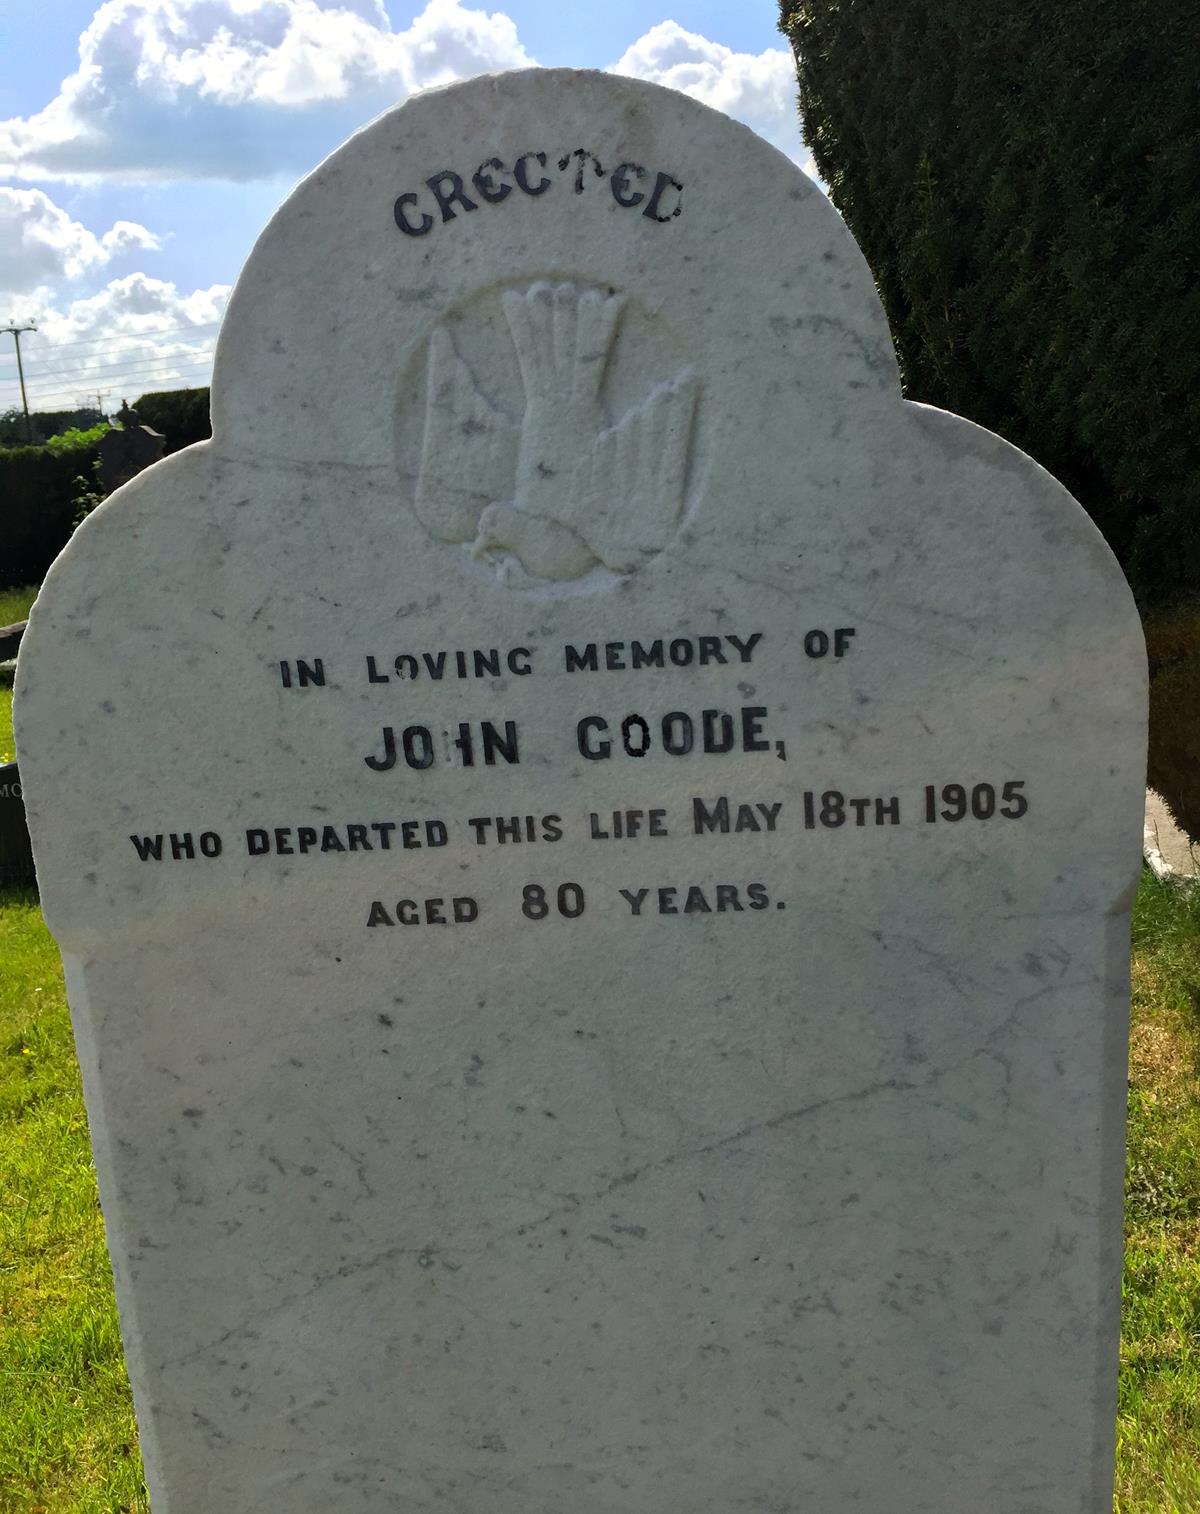 ERECTED
IN LOVING MEMORY OF
JOHN GOODE,
WHO DEPARTED THIS LIFE MAY 18TH 1905
AGED 80 YEARS.